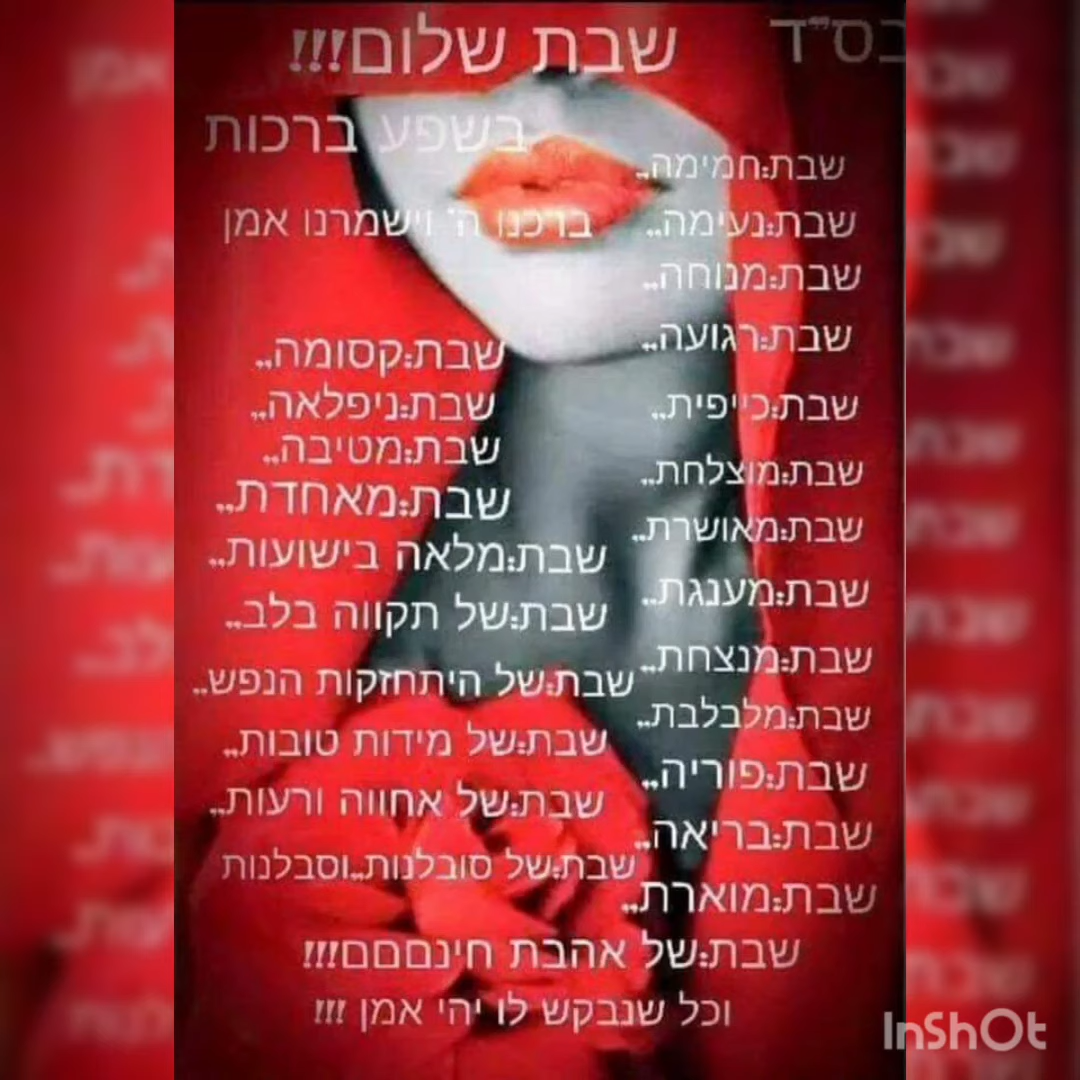 בס"ד
שבת שלום!!!
בשפע ברכות
ברכנו ה' וישמרנו אמן
שבת:חמימה,,
שבת:נעימה,,
שבת:מנוחה,,
שבת:רגועה,,
שבת:כייפית,,
שבת:מוצלחת,,
שבת:מאושרת,,
שבת:מענגת,,
שבת:מנצחת,,
שבת:מלבלבת,,
שבת:פוריה,,
שבת:בריאה,,
שבת:מוארת,,
שבת:קסומה,,
שבת:ניפלאה,,
שבת:מטיבה,,
שבת:מאחדת,,
שבת:מלאה בישועות,,
שבת:של תקווה בלב,,
שבת:של היתחזקות הנפש,,
שבת:של מידות טובות,,
שבת:של אחווה ורעות,,
שבת:של סובלנות,,וסבלנות
שבת:של אהבת חינםםם!!!
וכל שנבקש לו יהי אמן !!!
InShOt